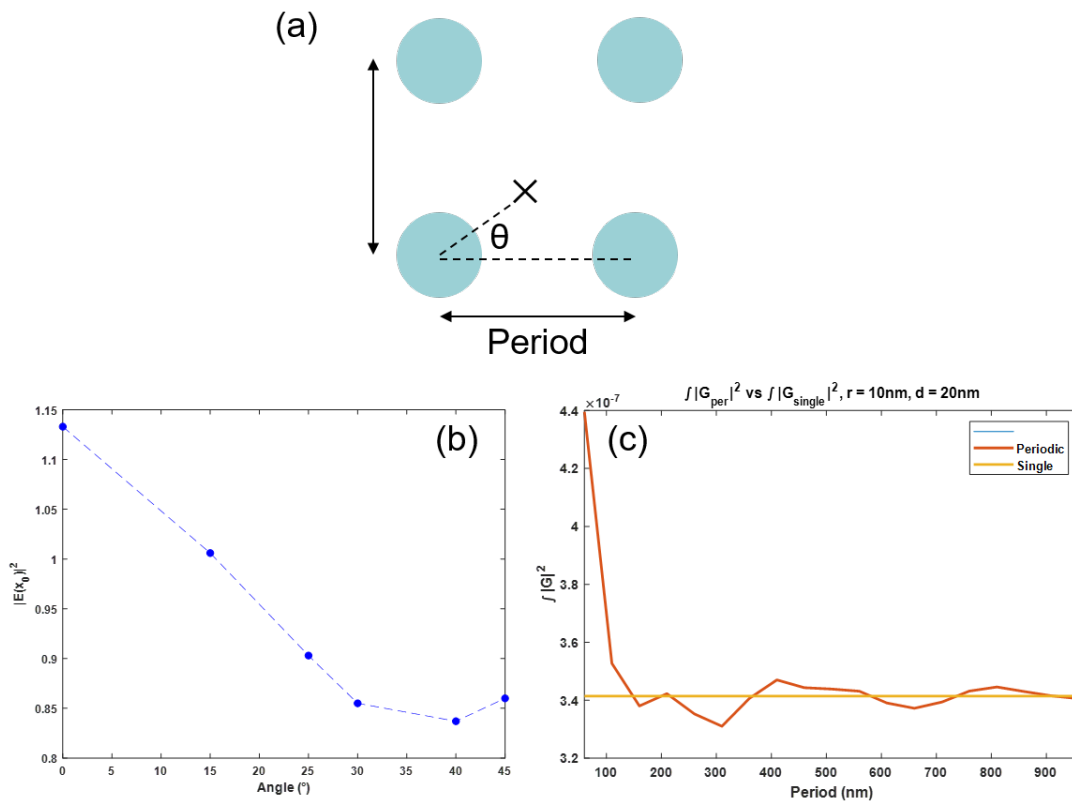 (a)
θ
Period
(b)
1.15
1.1
1.05
1
0.95
0.9
0.85
0.8
|E(x₀)|²
0 5 10 15 20 25 30 35 40 45
Angle (°)
∫|G_per|² vs ∫|G_single|², r = 10nm, d = 20nm
×10⁻⁷
(c)
Periodic
Single
4.4
4.2
4
3.8
3.6
3.4
3.2
∫|G|²
100 200 300 400 500 600 700 800 900
Period (nm)